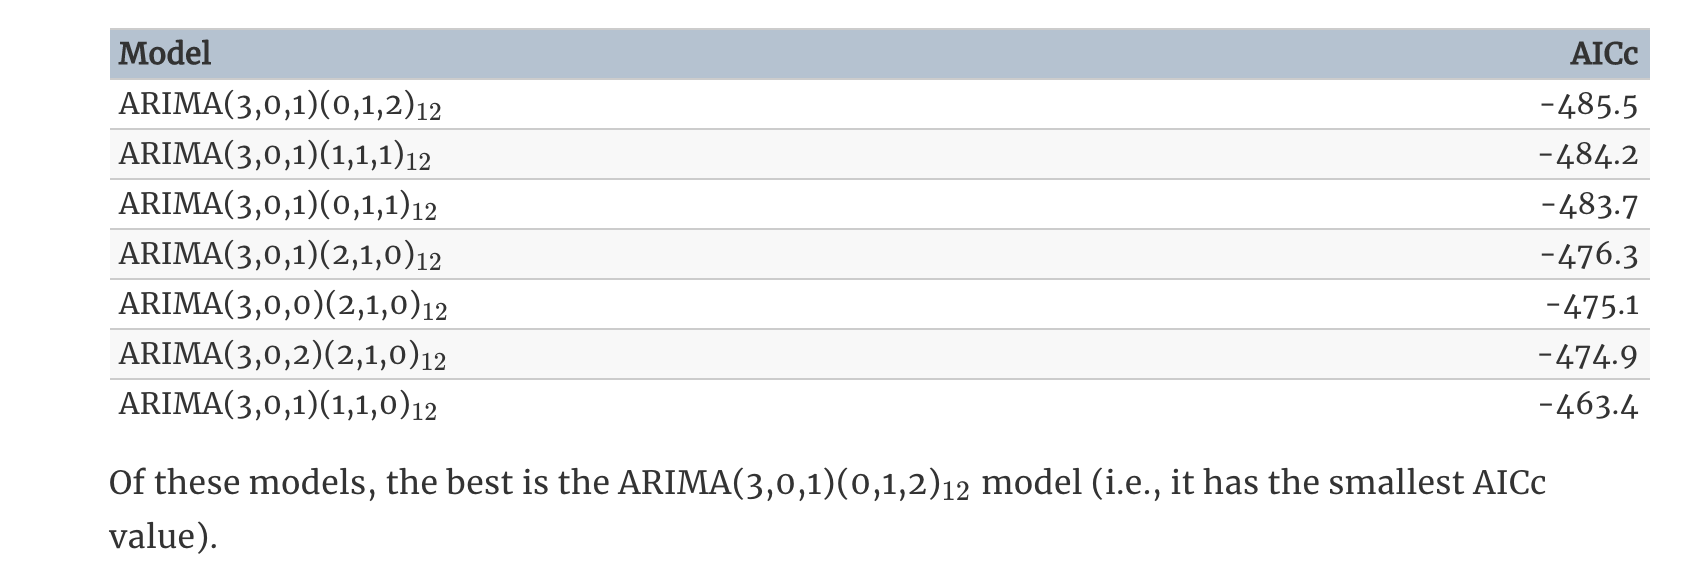 Model AICc
ARIMA(3,0,1)(0,1,2)₁₂ -485.5
ARIMA(3,0,1)(1,1,1)₁₂ -484.2
ARIMA(3,0,1)(0,1,1)₁₂ -483.7
ARIMA(3,0,1)(2,1,0)₁₂ -476.3
ARIMA(3,0,0)(2,1,0)₁₂ -475.1
ARIMA(3,0,2)(2,1,0)₁₂ -474.9
ARIMA(3,0,1)(1,1,0)₁₂ -463.4
Of these models, the best is the ARIMA(3,0,1)(0,1,2)₁₂ model (i.e., it has the smallest AICc
value).